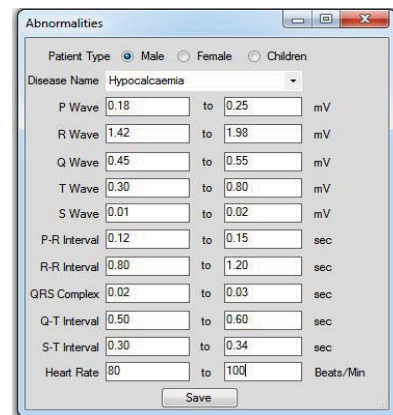 Abnormalities
Patient Type Male Female Children
Disease Name Hypocalcaemia
P Wave 0.18 to 0.25 mV
R Wave 1.42 to 1.98 mV
Q Wave 0.45 to 0.55 mV
T Wave 0.30 to 0.80 mV
S Wave 0.01 to 0.02 mV
P-R Interval 0.12 to 0.15 sec
R-R Interval 0.80 to 1.20 sec
QRS Complex 0.02 to 0.03 sec
Q-T Interval 0.50 to 0.60 sec
S-T Interval 0.30 to 0.34 sec
Heart Rate 80 to 100 Beats/Min
Save